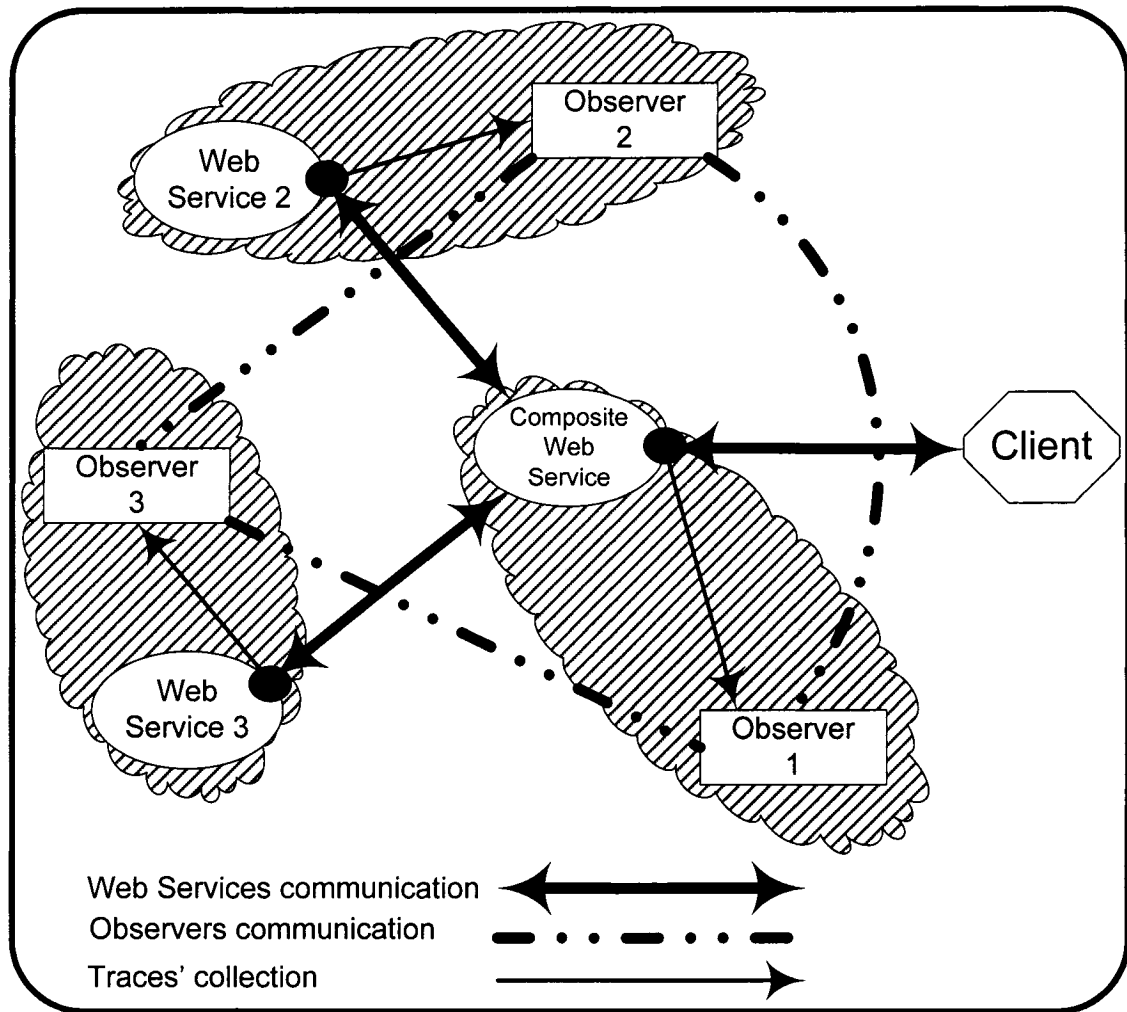 Observer
2
Web
Service 2
Composite
Web
Service
Client
Observer
3
Web
Service 3
Observer
1
Web Services communication
Observers communication
Traces' collection